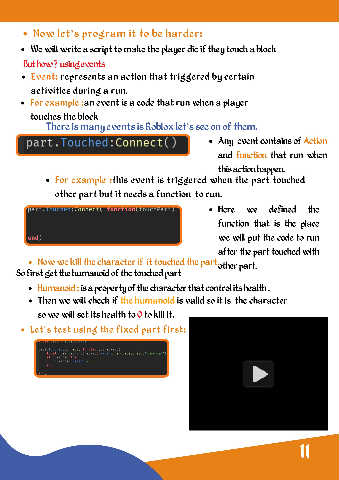 • Now let's program it to be harder:
• We will write a script to make the player die if they touch a block
But how? using events
• Event: represents an action that triggered by certain
activities during a run.
• For example :an event is a code that run when a player
touches the block
There is many events is Roblox let's see on of them.
part.Touched:Connect()
• Any event contains of Action
and function that run when
this action happen.
• For example :this event is triggered when the part touched
other part but it needs a function to run.
part.Touched:Connect( function(
end)
• Here we defined the
function that is the place
we will put the code to run
after the part touched with
other part.
• Now we kill the character if it touched the part
So first get the humanoid of the touched part
• Humanoid : is a property of the character that control its health .
• Then we will check if the humanoid is valid so it is the character
so we will set its health to 0 to kill it.
• Let's test using the fixed part first:
11